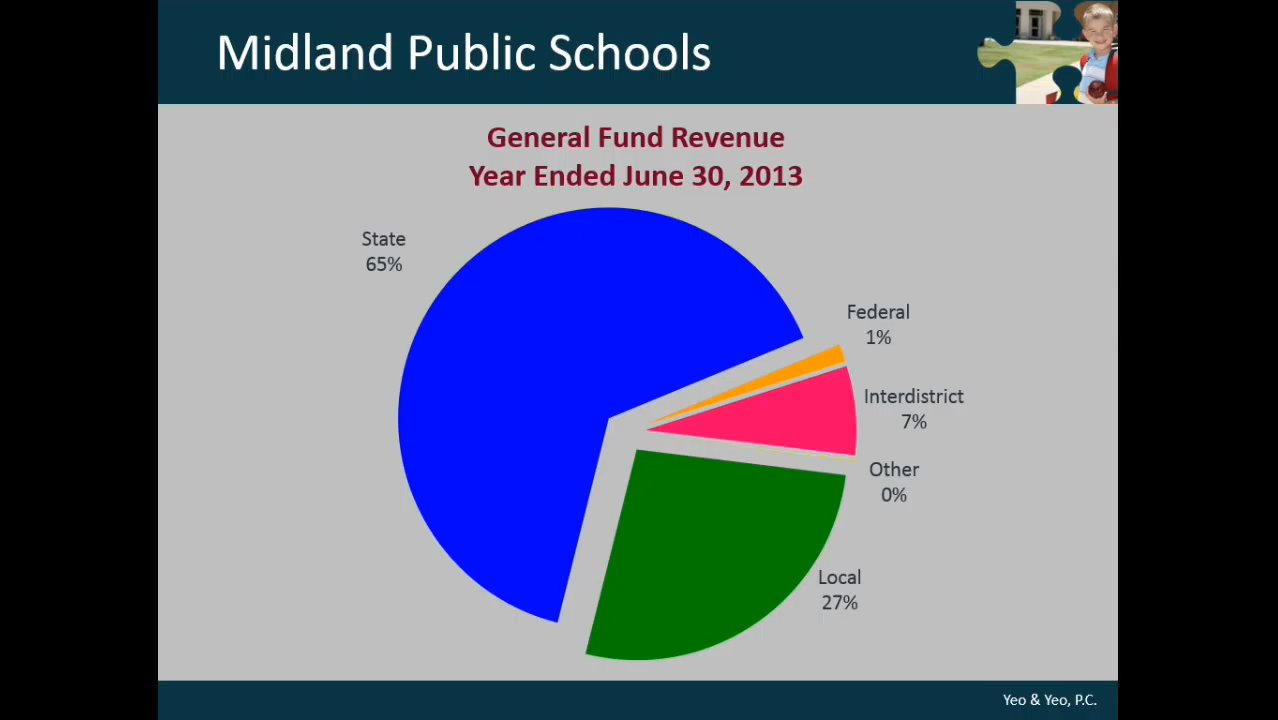 Midland Public Schools
General Fund Revenue
Year Ended June 30, 2013
State
65%
Federal
1%
Interdistrict
7%
Other
0%
Local
27%
Yeo & Yeo, P.C.